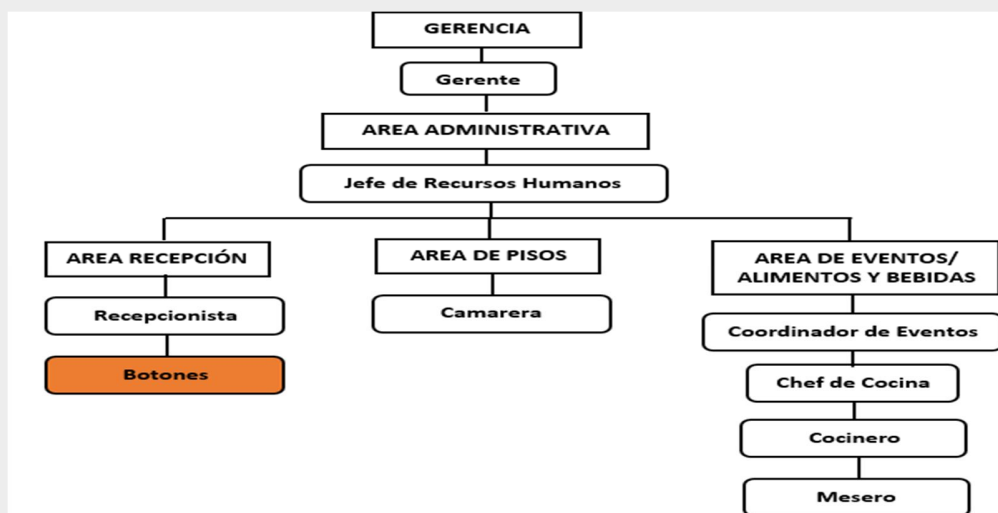 GERENCIA
Gerente
AREA ADMINISTRATIVA
Jefe de Recursos Humanos
AREA RECEPCIÓN
Recepcionista
Botones
AREA DE PISOS
Camarera
AREA DE EVENTOS/
ALIMENTOS Y BEBIDAS
Coordinador de Eventos
Chef de Cocina
Cocinero
Mesero